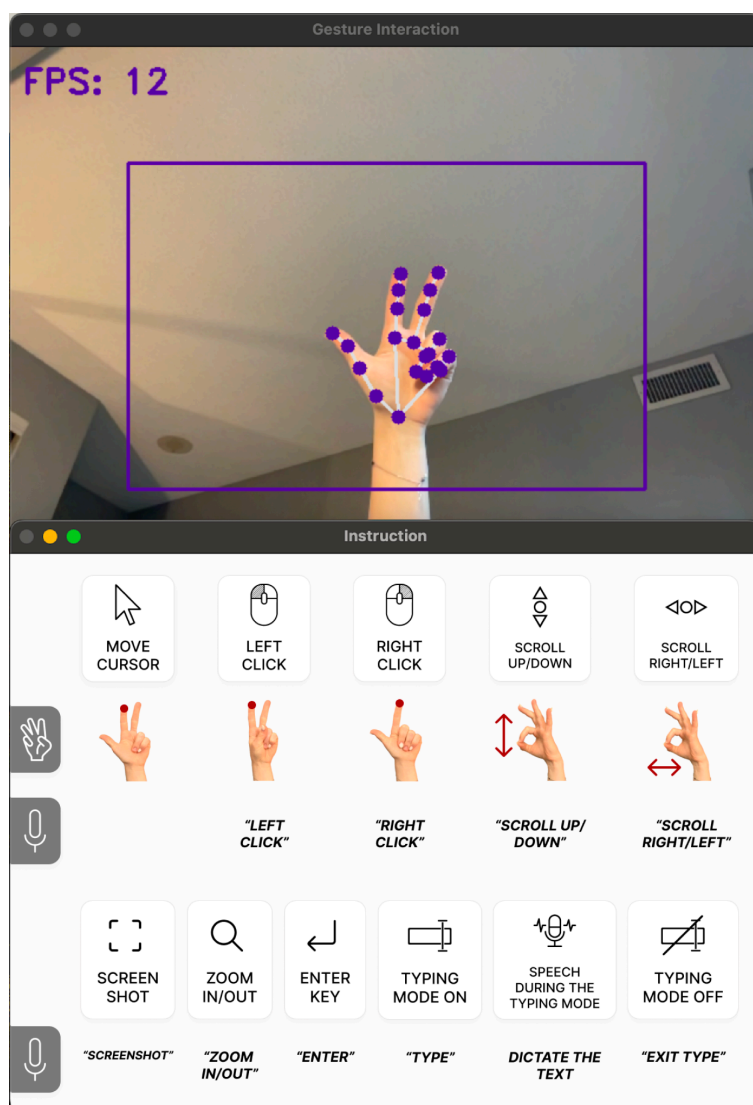 Gesture Interaction
FPS: 12
Instruction
MOVE
CURSOR
LEFT
CLICK
RIGHT
CLICK
SCROLL
UP/DOWN
SCROLL
RIGHT/LEFT
“LEFT
CLICK”
“RIGHT
CLICK”
“SCROLL UP/
DOWN”
“SCROLL
RIGHT/LEFT”
SCREEN
SHOT
ZOOM
IN/OUT
ENTER
KEY
TYPING
MODE ON
SPEECH
DURING THE
TYPING MODE
TYPING
MODE OFF
“SCREENSHOT”
“ZOOM
IN/OUT”
“ENTER”
“TYPE”
DICTATE THE
TEXT
“EXIT TYPE”